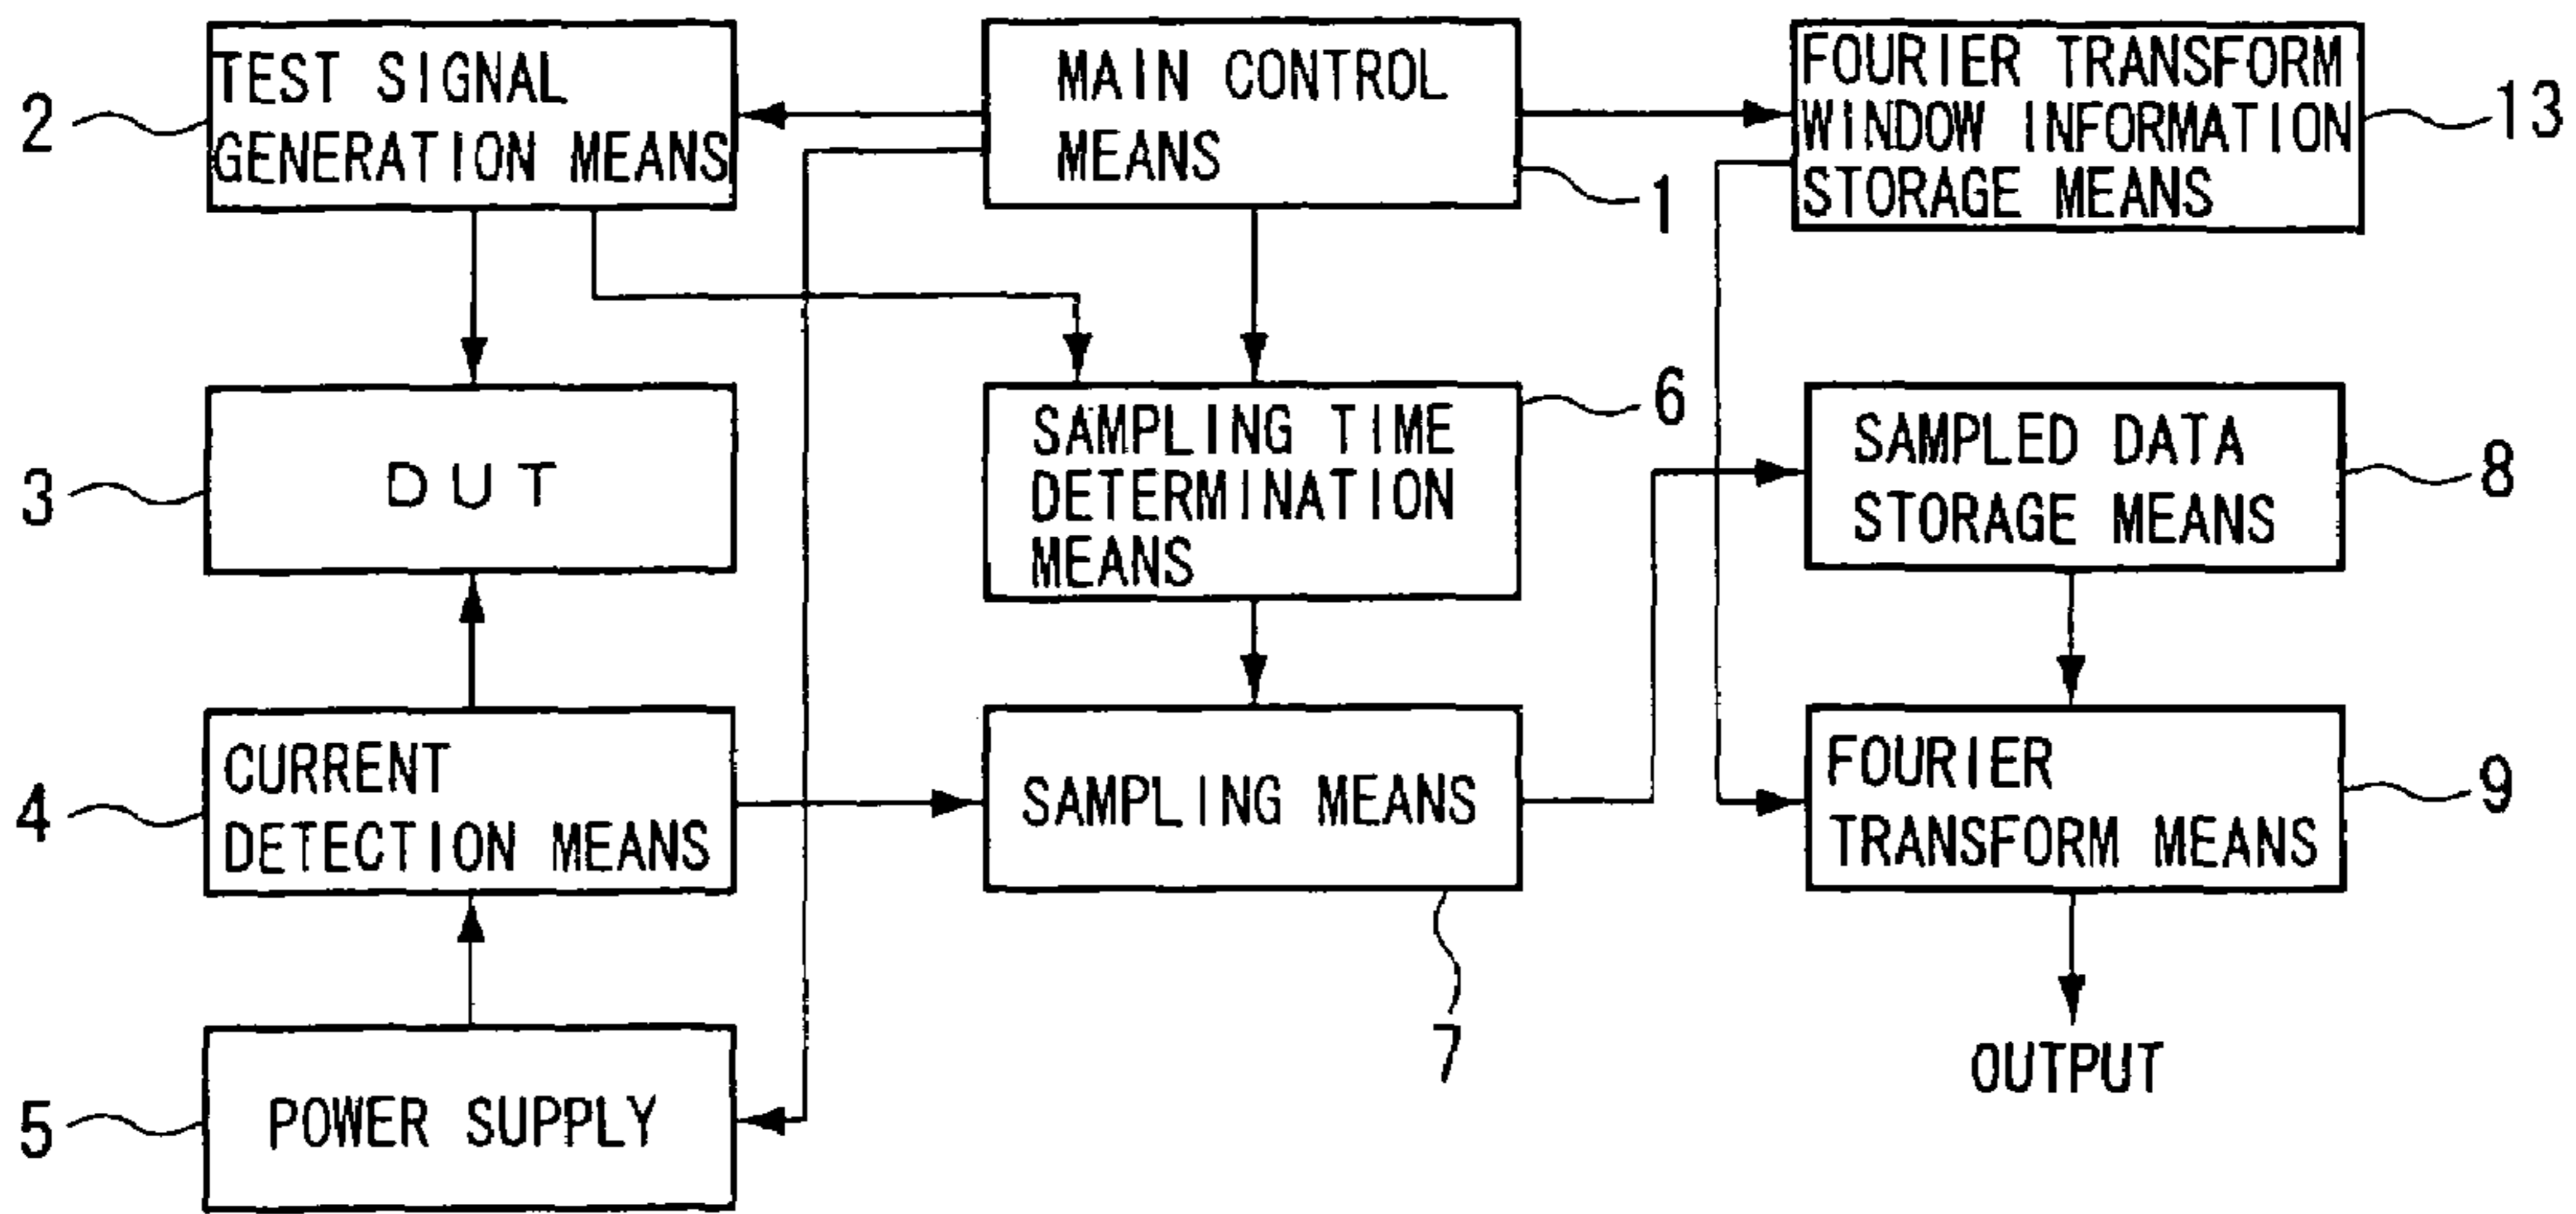 2
TEST SIGNAL
GENERATION MEANS
MAIN CONTROL
MEANS
1
FOURIER TRANSFORM
WINDOW INFORMATION
STORAGE MEANS
13
3
DUT
SAMPLING TIME
DETERMINATION
MEANS
6
SAMPLED DATA
STORAGE MEANS
8
4
CURRENT
DETECTION MEANS
SAMPLING MEANS
7
FOURIER
TRANSFORM MEANS
9
5
POWER SUPPLY
OUTPUT